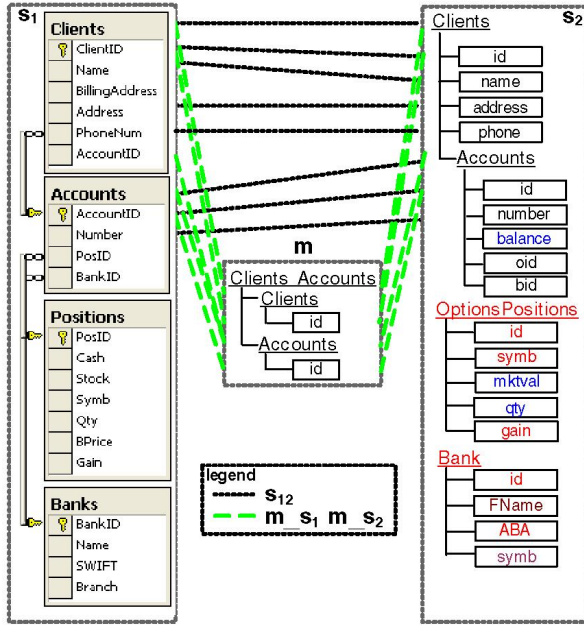 s1
Clients
ClientID
Name
BillingAddress
Address
PhoneNum
AccountID
Accounts
AccountID
Number
PosID
BankID
Positions
PosID
Cash
Stock
Symb
Qty
BPrice
Gain
Banks
BankID
Name
SWIFT
Branch
m
Clients_Accounts
Clients
id
Accounts
id
legend
s12
m_s1 m_s2
s2
Clients
id
name
address
phone
Accounts
id
number
balance
oid
bid
OptionsPositions
id
symb
mktval
qty
gain
Bank
id
FName
ABA
symb